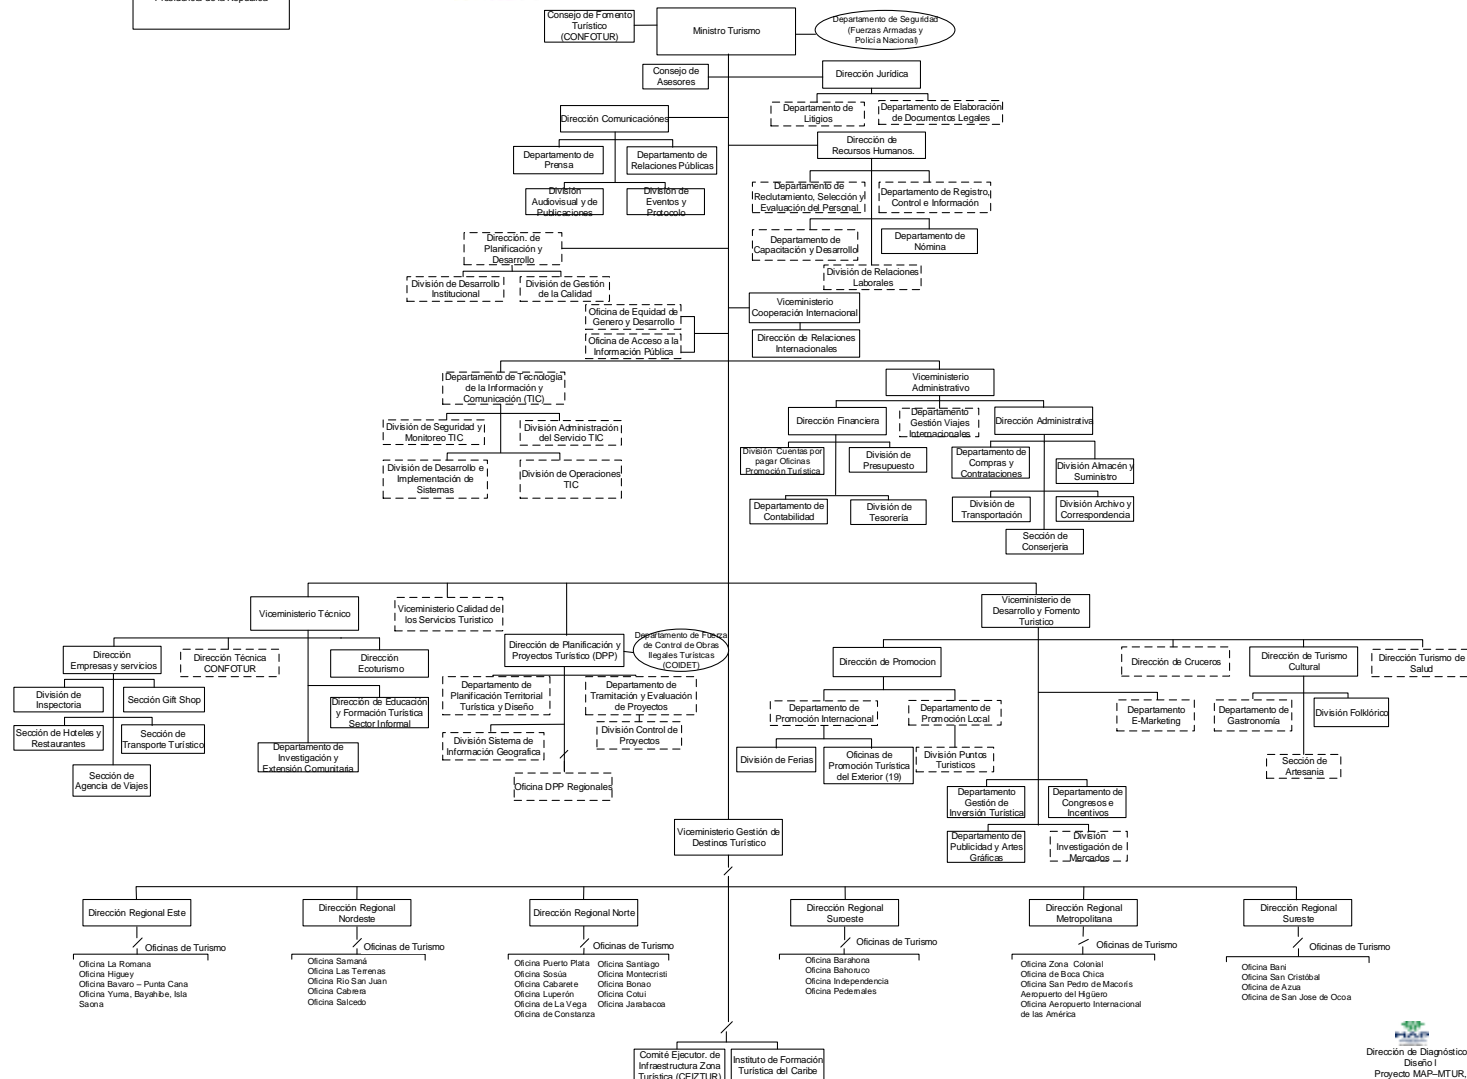 Presidencia de la República
Consejo de Fomento
Turístico
(CONFOTUR)
Ministro Turismo
Departamento de Seguridad
(Fuerzas Armadas y
Policía Nacional)
Consejo de
Asesores
Dirección Jurídica
Departamento de
Litigios
Departamento de Elaboración
de Documentos Legales
Dirección Comunicaciónes
Departamento de
Prensa
Departamento de
Relaciones Públicas
División
Audiovisual y de
Publicaciones
División de
Eventos y
Protocolo
Dirección de
Recursos Humanos.
Departamento de
Reclutamiento, Selección y
Evaluación del Personal
Departamento de Registro,
Control e Información
Departamento de
Capacitación y Desarrollo
Departamento de
Nómina
División de Relaciones
Laborales
Dirección. de
Planificación y
Desarrollo
División de Desarrollo
Institucional
División de Gestión
de la Calidad
Oficina de Equidad de
Genero y Desarrollo
Oficina de Acceso a la
Información Pública
Viceministerio
Cooperación Internacional
Dirección de Relaciones
Internacionales
Departamento de Tecnología
de la Información y
Comunicación (TIC)
División de Seguridad y
Monitoreo TIC
División Administración
del Servicio TIC
División de Desarrollo e
Implementación de
Sistemas
División de Operaciones
TIC
Viceministerio
Administrativo
Dirección Financiera
Departamento
Gestión Viajes
Internacionales
Dirección Administrativa
División Cuentas por
pagar Oficinas
Promoción Turística
División de
Presupuesto
Departamento de
Contabilidad
División de
Tesorería
Departamento de
Compras y
Contrataciones
División Almacén y
Suministro
División de
Transportación
División Archivo y
Correspondencia
Sección de
Conserjeria
Viceministerio Técnico
Viceministerio Calidad de
los Servicios Turistico
Dirección
Empresas y servicios
Dirección Técnica
CONFOTUR
Dirección
Ecoturismo
División de
Inspectoria
Sección Gift Shop
Sección de Hoteles y
Restaurantes
Sección de
Transporte Turístico
Sección de
Agencia de Viajes
Dirección de Educación
y Formación Turística
Sector Informal
Departamento de
Investigación y
Extensión Comunitaria
Dirección de Planificación y
Proyectos Turístico (DPP)
Departamento de Fuerza
de Control de Obras
Ilegales Turístcas
(COIDET)
Departamento de
Planificación Territorial
Turística y Diseño
Departamento de
Tramitación y Evaluación
de Proyectos
División Sistema de
Información Geografica
División Control de
Proyectos
Oficina DPP Regionales
Viceministerio de
Desarrollo y Fomento
Turistico
Dirección de Promocion
Dirección de Cruceros
Dirección de Turismo
Cultural
Dirección Turismo de
Salud
Departamento de
Promoción Internacional
Departamento de
Promoción Local
Departamento
E-Marketing
Departamento de
Gastronomía
División Folklórico
División de Ferias
Oficinas de
Promoción Turística
del Exterior (19)
División Puntos
Turisticos
Sección de
Artesania
Departamento
Gestión de
Inversión Turística
Departamento de
Congresos e
Incentivos
Departamento de
Publicidad y Artes
Gráficas
División
Investigación de
Mercados
Viceministerio Gestión de
Destinos Turístico
Dirección Regional Este
Oficinas de Turismo
Oficina La Romana
Oficina Higuey
Oficina Bavaro – Punta Cana
Oficina Yuma, Bayahibe, Isla
Saona
Dirección Regional
Nordeste
Oficinas de Turismo
Oficina Samaná
Oficina Las Terrenas
Oficina Rio San Juan
Oficina Cabrera
Oficina Salcedo
Dirección Regional Norte
Oficinas de Turismo
Oficina Puerto Plata
Oficina Sosúa
Oficina Cabarete
Oficina Luperón
Oficina de La Vega
Oficina de Constanza
Oficina Santiago
Oficina Montecristi
Oficina Bonao
Oficina Cotui
Oficina Jarabacoa
Dirección Regional
Suroeste
Oficinas de Turismo
Oficina Barahona
Oficina Bahoruco
Oficina Independencia
Oficina Pedernales
Dirección Regional
Metropolitana
Oficinas de Turismo
Oficina Zona Colonial
Oficina de Boca Chica
Oficina San Pedro de Macorís
Aeropuerto del Higüero
Oficina Aeropuerto Internacional
de las América
Dirección Regional
Sureste
Oficinas de Turismo
Oficina Bani
Oficina San Cristóbal
Oficina de Azua
Oficina de San Jose de Ocoa
Comité Ejecutor. de
Infraestructura Zona
Turística (CEIZTUR)
Instituto de Formación
Turística del Caribe
MAP
Dirección de Diagnóstico
Diseño I
Proyecto MAP–MTUR,